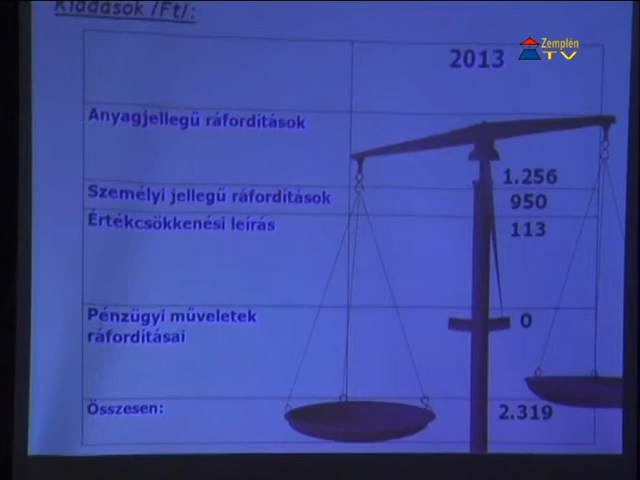 Kiadások /Ft/:
2013
Zemplén
TV
Anyagjellegű ráfordítások
1.256
Személyi jellegű ráfordítások
950
Értékcsökkenési leírás
113
Pénzügyi műveletek
ráfordításai
0
Összesen:
2.319